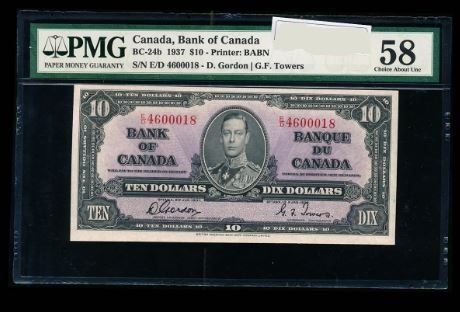 PMG
PAPER MONEY GUARANTY
Canada, Bank of Canada
BC-24b 1937 $10 - Printer: BABN
S/N E/D 4600018 - D. Gordon | G.F. Towers
58
Choice About Unc
10
E/D 4600018
E/D 4600018
10
BANK
OF
CANADA
BANQUE
DU
CANADA
TEN DOLLARS
DIX DOLLARS
TEN
D Gordon
G. F. Towers
DIX
10